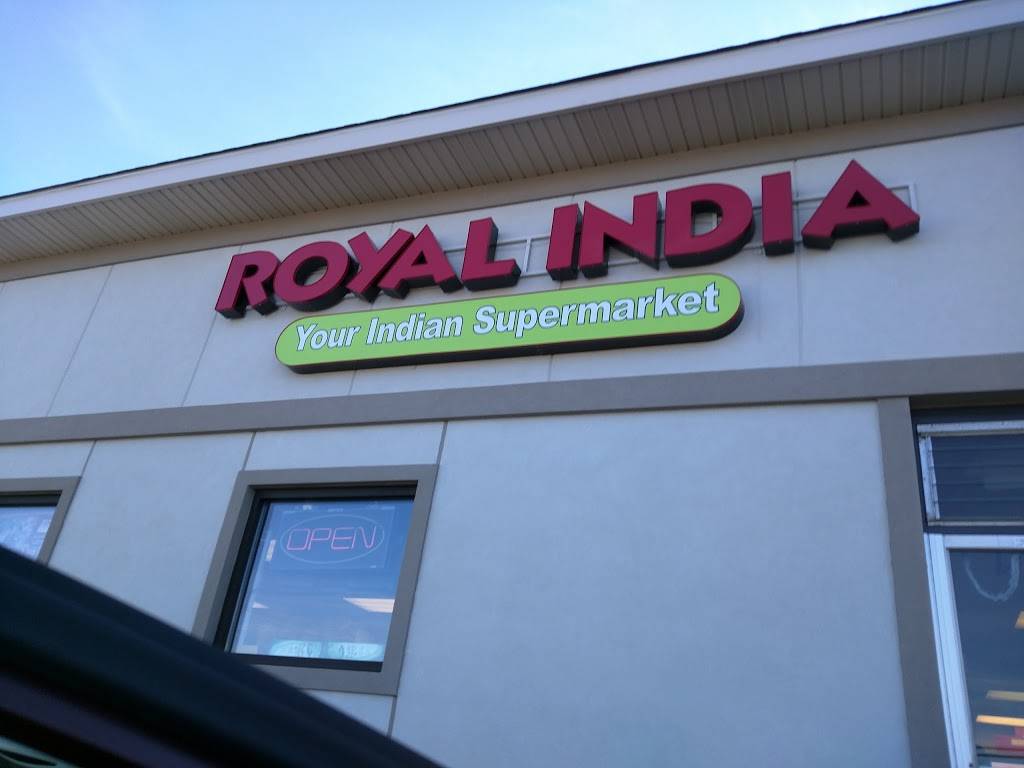 ROYAL INDIA
Your Indian Supermarket
OPEN